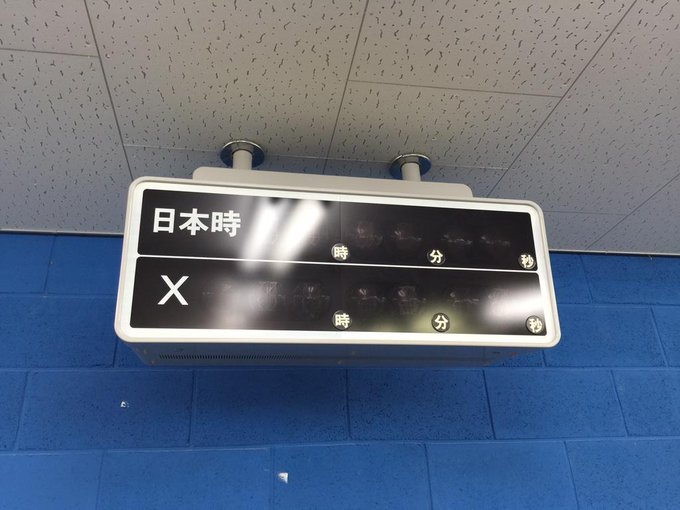 日本時 時 分 秒
X 時 分 秒